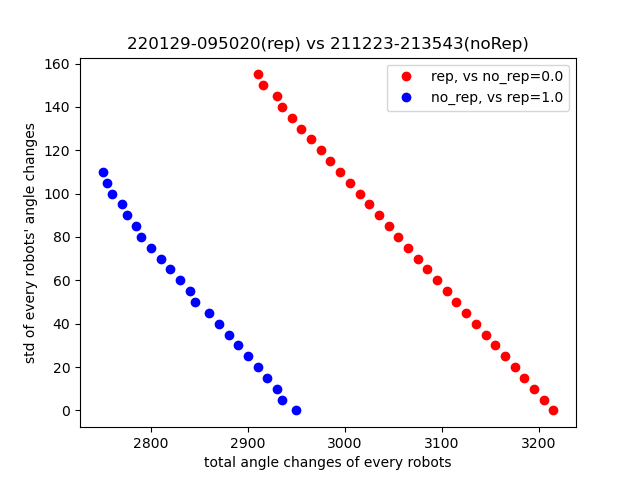 220129-095020(rep) vs 211223-213543(noRep)
rep, vs no_rep=0.0
no_rep, vs rep=1.0
std of every robots' angle changes
160
140
120
100
80
60
40
20
0
2800 2900 3000 3100 3200
total angle changes of every robots